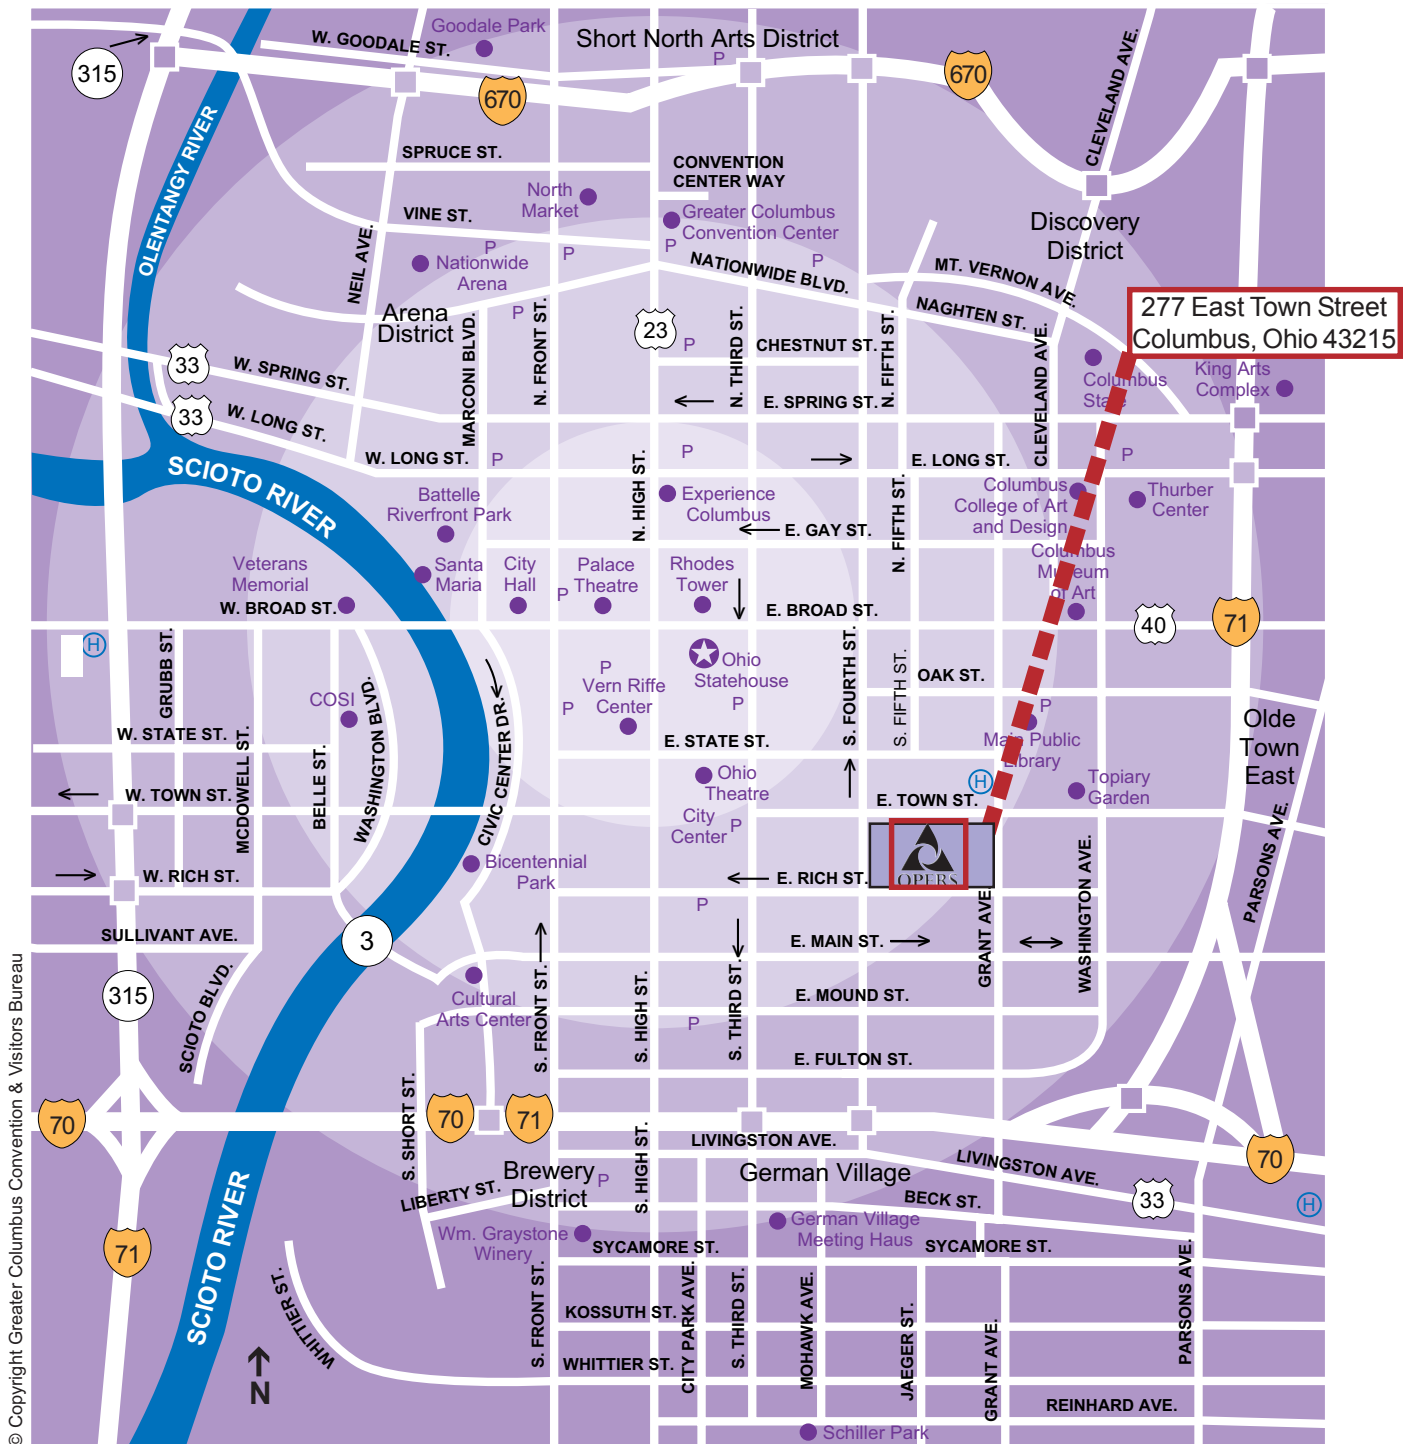 Goodale Park
W. GOODALE ST.
Short North Arts District
P
315
670
670
CLEVELAND AVE.
OLENTANGY RIVER
SPRUCE ST.
CONVENTION
CENTER WAY
North
Market
VINE ST.
Greater Columbus
Convention Center
Discovery
District
NEIL AVE.
P
P
P
P
Nationwide
Arena
NATIONWIDE BLVD.
MT. VERNON AVE.
NAGHTEN ST.
277 East Town Street
Columbus, Ohio 43215
Arena
District
P
MARCONI BLVD.
N. FRONT ST.
23
P
N. THIRD ST.
CHESTNUT ST.
N. FIFTH ST.
CLEVELAND AVE.
Columbus
State
King Arts
Complex
33
W. SPRING ST.
33
W. LONG ST.
E. SPRING ST.
W. LONG ST.
P
N. HIGH ST.
P
E. LONG ST.
P
SCIOTO RIVER
Battelle
Riverfront Park
Experience
Columbus
N. FIFTH ST.
Columbus
College of Art
and Design
Thurber
Center
E. GAY ST.
Veterans
Memorial
Santa
Maria
City
Hall
P
Palace
Theatre
Rhodes
Tower
Columbus
Museum
of Art
W. BROAD ST.
E. BROAD ST.
40
71
H
GRUBB ST.
Ohio
Statehouse
S. FOURTH ST.
S. FIFTH ST.
OAK ST.
COSI
WASHINGTON BLVD.
CIVIC CENTER DR.
P
P
Vern Riffe
Center
P
P
Main Public
Library
Olde
Town
East
W. STATE ST.
MCDOWELL ST.
BELLE ST.
E. STATE ST.
Ohio
Theatre
H
Topiary
Garden
W. TOWN ST.
E. TOWN ST.
City
Center
P
OPERS
PARSONS AVE.
Bicentennial
Park
W. RICH ST.
E. RICH ST.
GRANT AVE.
WASHINGTON AVE.
P
SULLIVANT AVE.
3
E. MAIN ST.
315
SCIOTO BLVD.
Cultural
Arts Center
S. FRONT ST.
S. HIGH ST.
P
S. THIRD ST.
E. MOUND ST.
E. FULTON ST.
70
S. SHORT ST.
70
71
S. HIGH ST.
LIVINGSTON AVE.
LIVINGSTON AVE.
70
Brewery
District
P
German Village
LIBERTY ST.
BECK ST.
33
H
Wm. Graystone
Winery
German Village
Meeting Haus
SYCAMORE ST.
SYCAMORE ST.
71
SCIOTO RIVER
WHITTIER ST.
S. FRONT ST.
KOSSUTH ST.
CITY PARK AVE.
S. THIRD ST.
MOHAWK AVE.
JAEGER ST.
GRANT AVE.
PARSONS AVE.
WHITTIER ST.
N
REINHARD AVE.
Schiller Park
© Copyright Greater Columbus Convention & Visitors Bureau